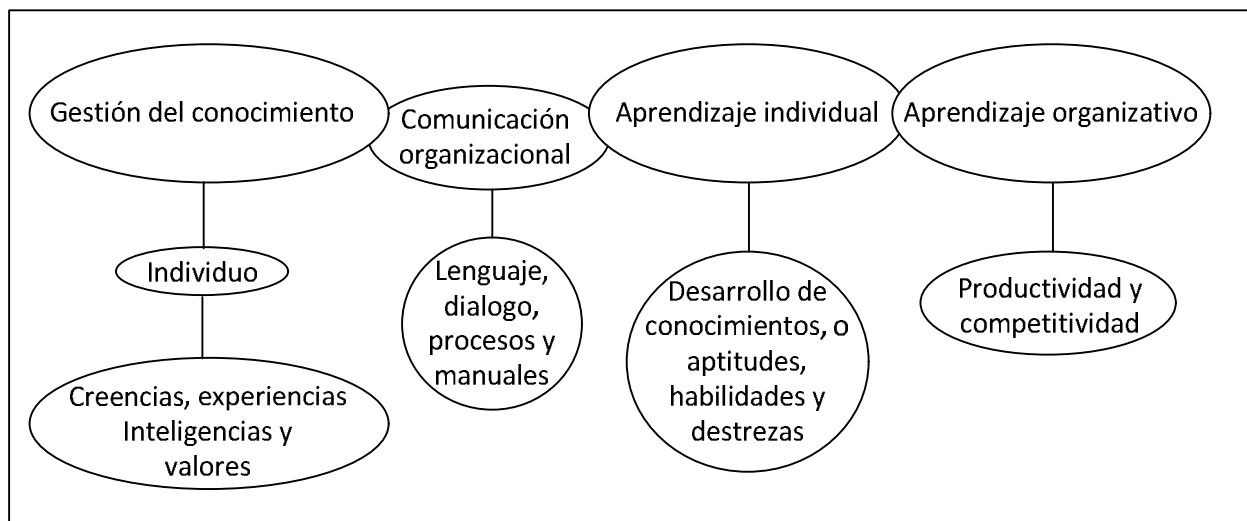 Gestión del conocimiento
Comunicación
organizacional
Aprendizaje individual
Aprendizaje organizativo
Individuo
Creencias, experiencias
Inteligencias y
valores
Lenguaje,
dialogo,
procesos y
manuales
Desarrollo de
conocimientos, o
aptitudes,
habilidades y
destrezas
Productividad y
competitividad